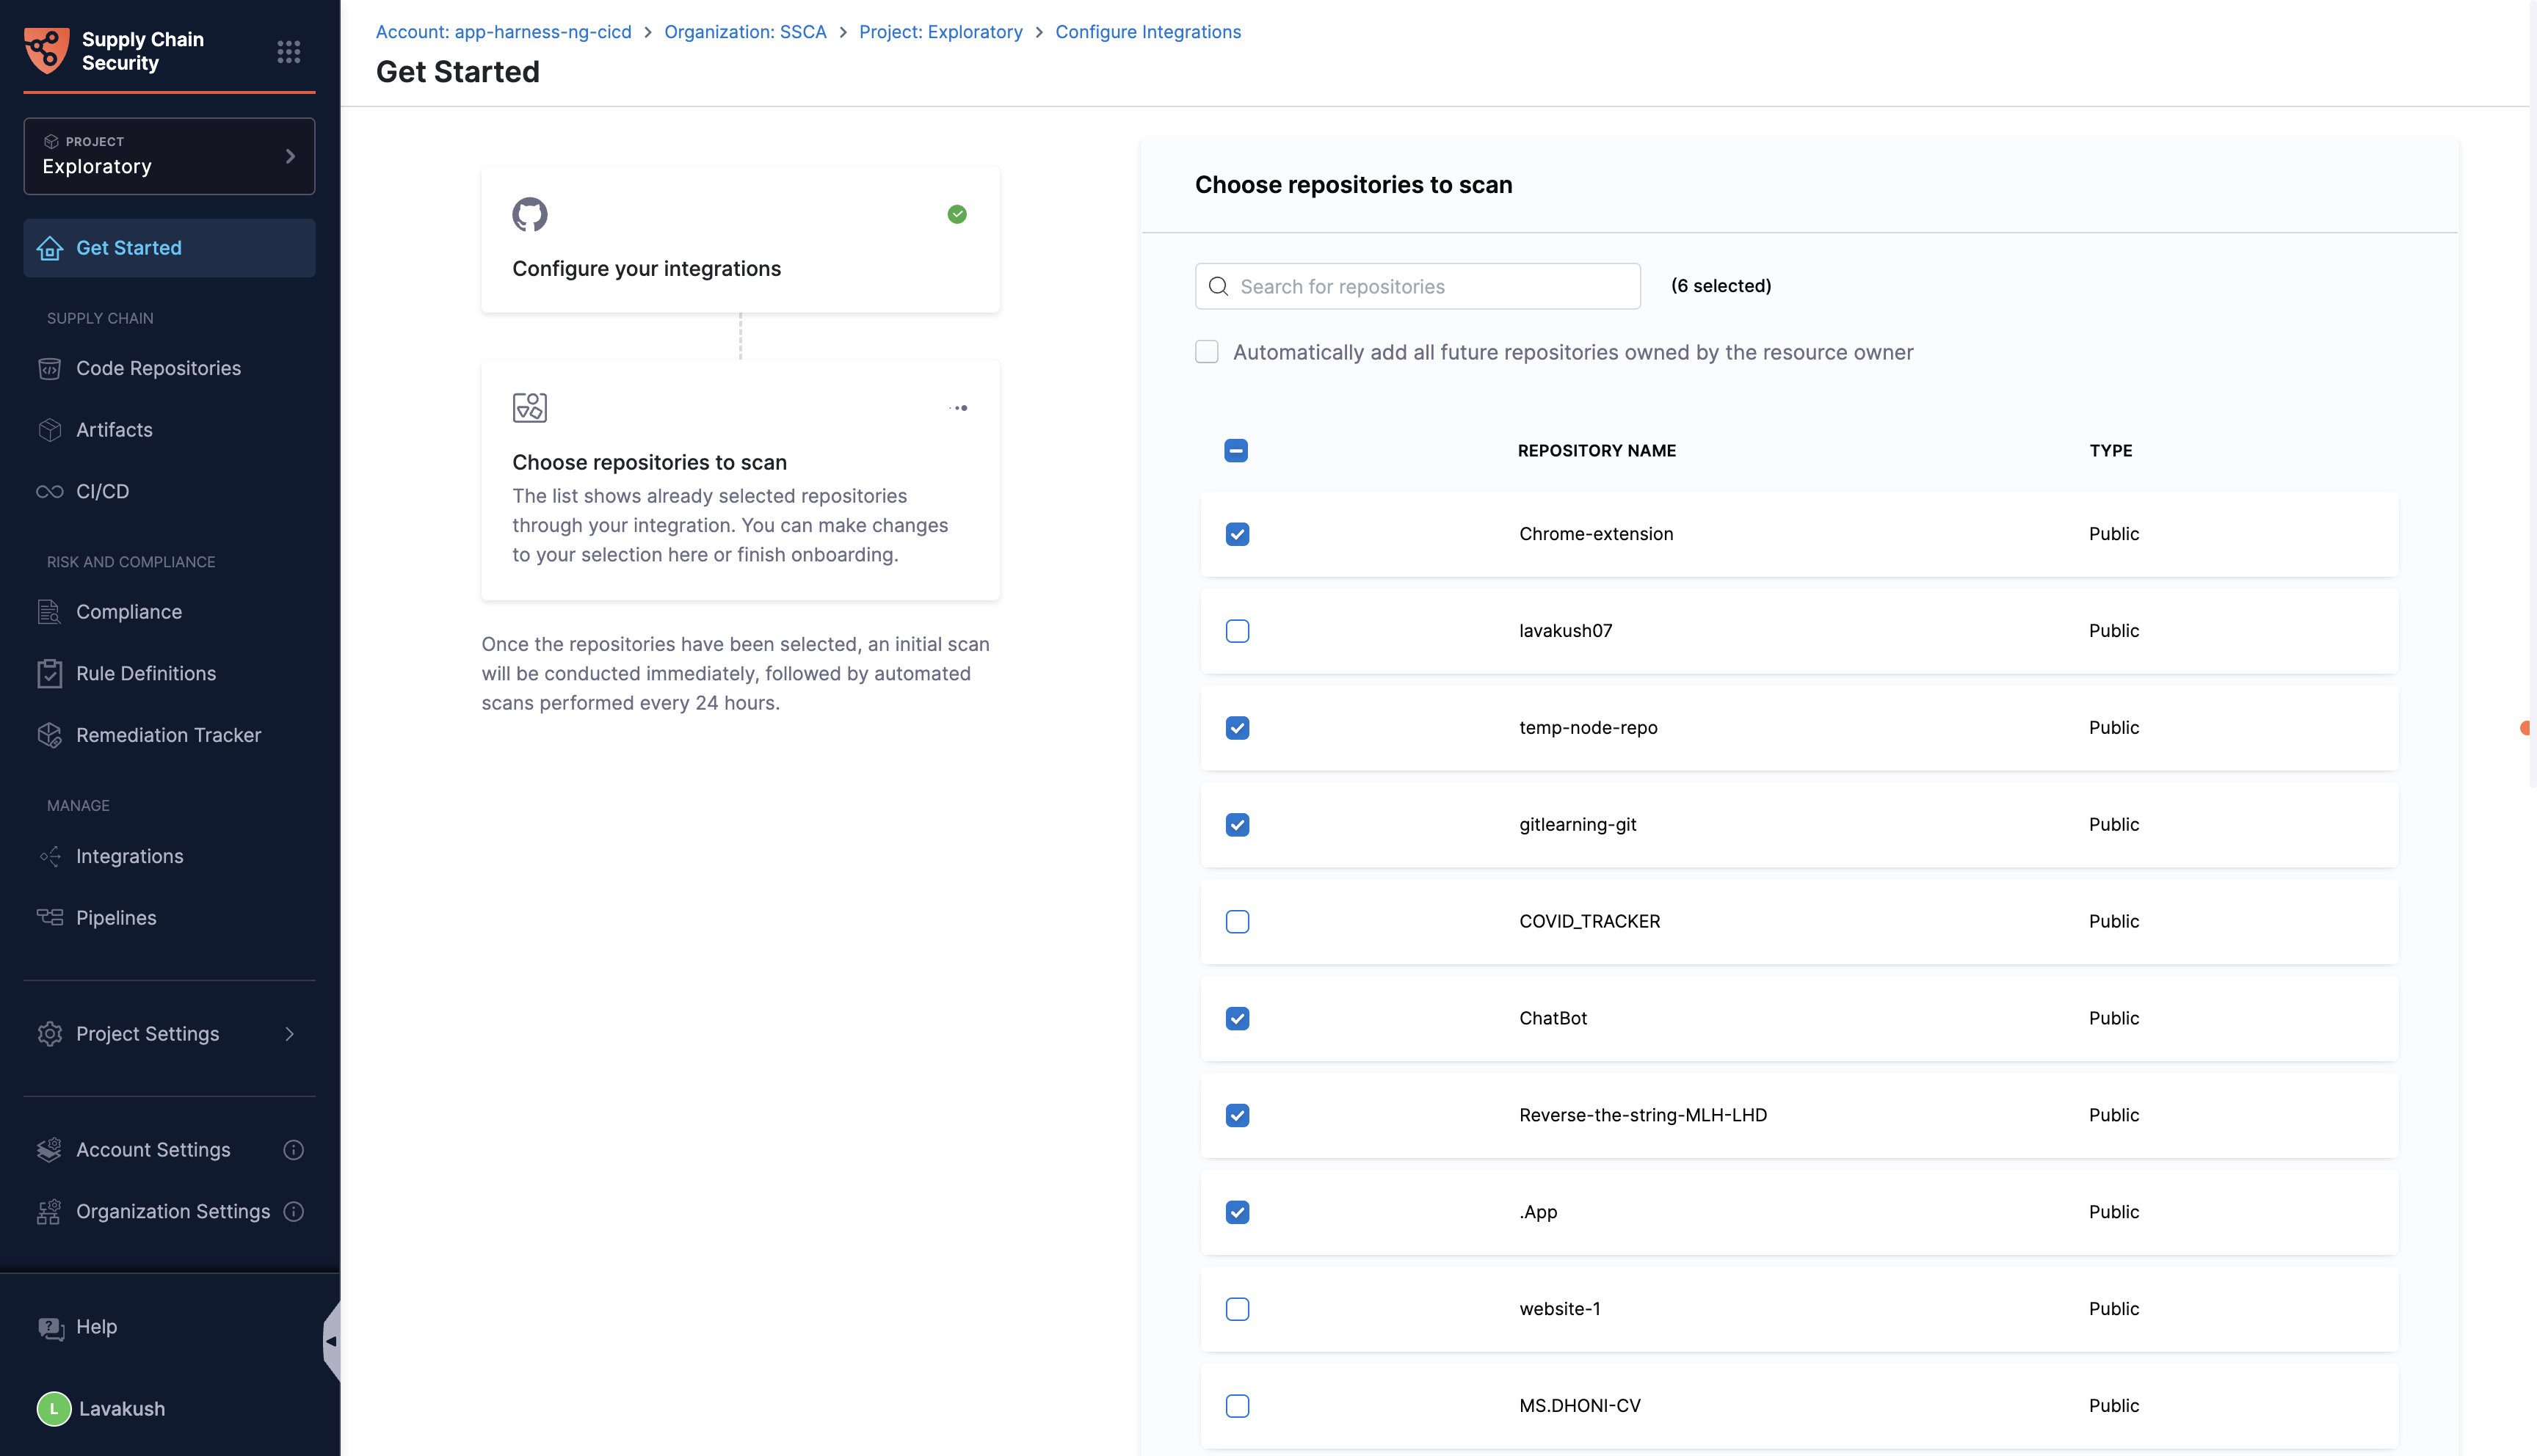 Supply Chain
Security
PROJECT
Exploratory
Get Started
SUPPLY CHAIN
Code Repositories
Artifacts
CI/CD
RISK AND COMPLIANCE
Compliance
Rule Definitions
Remediation Tracker
MANAGE
Integrations
Pipelines
Project Settings
Account Settings
Organization Settings
Help
L
Lavakush
Account: app-harness-ng-cicd > Organization: SSCA > Project: Exploratory > Configure Integrations
Get Started
Configure your integrations
Choose repositories to scan
The list shows already selected repositories
through your integration. You can make changes
to your selection here or finish onboarding.
Once the repositories have been selected, an initial scan
will be conducted immediately, followed by automated
scans performed every 24 hours.
Choose repositories to scan
Search for repositories (6 selected)
Automatically add all future repositories owned by the resource owner
REPOSITORY NAME TYPE
Chrome-extension Public
lavakush07 Public
temp-node-repo Public
gitlearning-git Public
COVID_TRACKER Public
ChatBot Public
Reverse-the-string-MLH-LHD Public
.App Public
website-1 Public
MS.DHONI-CV Public